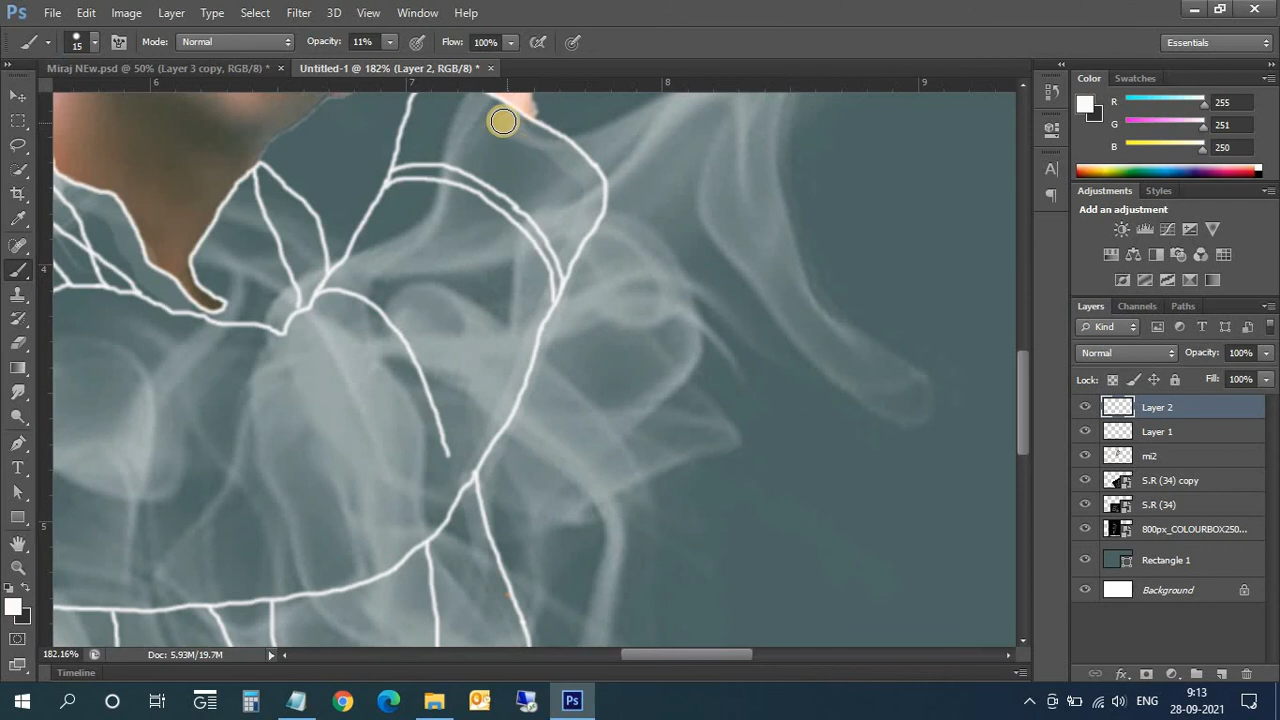 Ps File Edit Image Layer Type Select Filter 3D View Window Help
15 Mode: Normal Opacity: 11% Flow: 100% Essentials
Miraj NEw.psd @ 50% (Layer 3 copy, RGB/8) * × Untitled-1 @ 182% (Layer 2, RGB/8) * ×
6 7 8 9
4
5
Color Swatches
R 255
G 251
B 250
Adjustments Styles
Add an adjustment
Layers Channels Paths
Kind
Normal Opacity: 100%
Lock: Fill: 100%
Layer 2
Layer 1
mi2
S.R (34) copy
S.R (34)
800px_COLOURBOX250...
Rectangle 1
Background
182.16% Doc: 5.93M/19.7M
Timeline
Ps ENG 9:13
28-09-2021